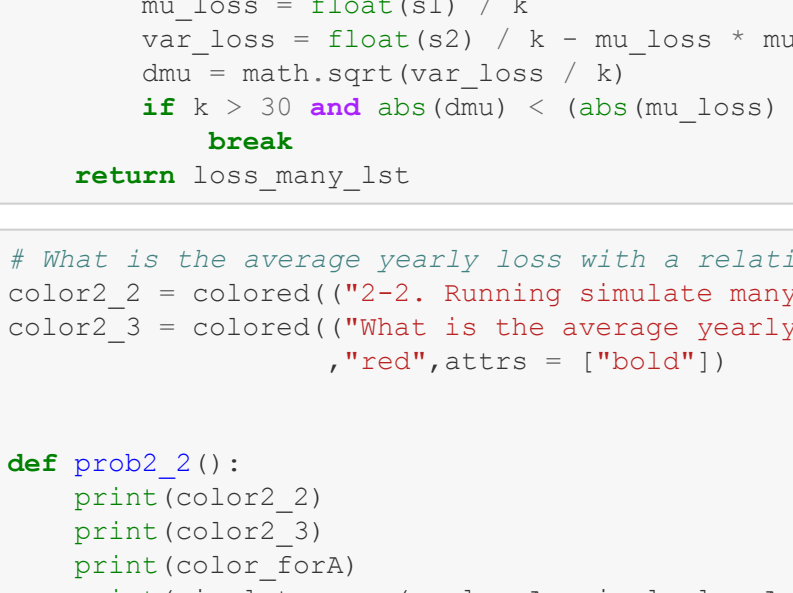 mu_loss = float(s1) / k
var_loss = float(s2) / k - mu_loss * mu
dmu = math.sqrt(var_loss / k)
if k > 30 and abs(dmu) < (abs(mu_loss)
break
return loss_many_lst
# What is the average yearly loss with a relati
color2_2 = colored(("2-2. Running simulate many
color2_3 = colored(("What is the average yearly
,"red",attrs = ["bold"])
def prob2_2():
print(color2_2)
print(color2_3)
print(color_forA)